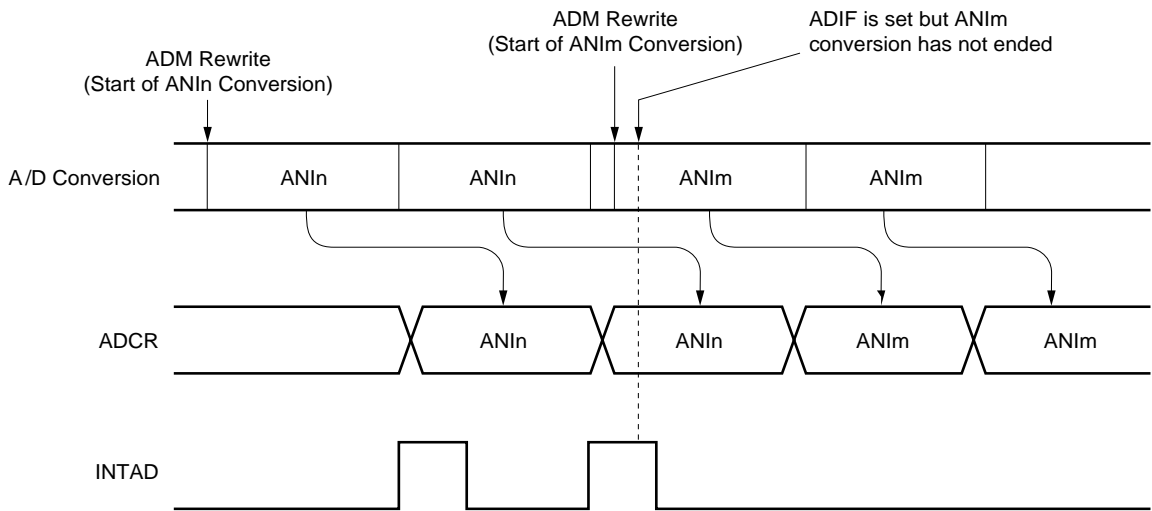 ADM Rewrite
(Start of ANIn Conversion)
ADM Rewrite
(Start of ANIm Conversion)
ADIF is set but ANIm
conversion has not ended
A/D Conversion
ANIn
ANIn
ANIm
ANIm
ADCR
ANIn
ANIn
ANIm
ANIm
INTAD